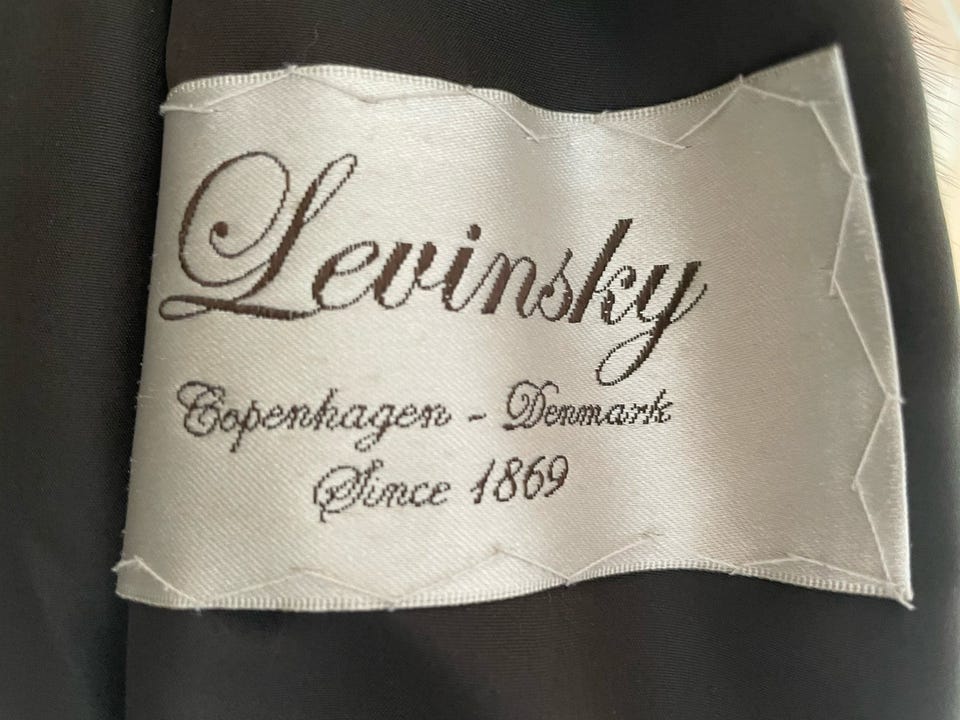 Levinsky
Copenhagen - Denmark
Since 1869